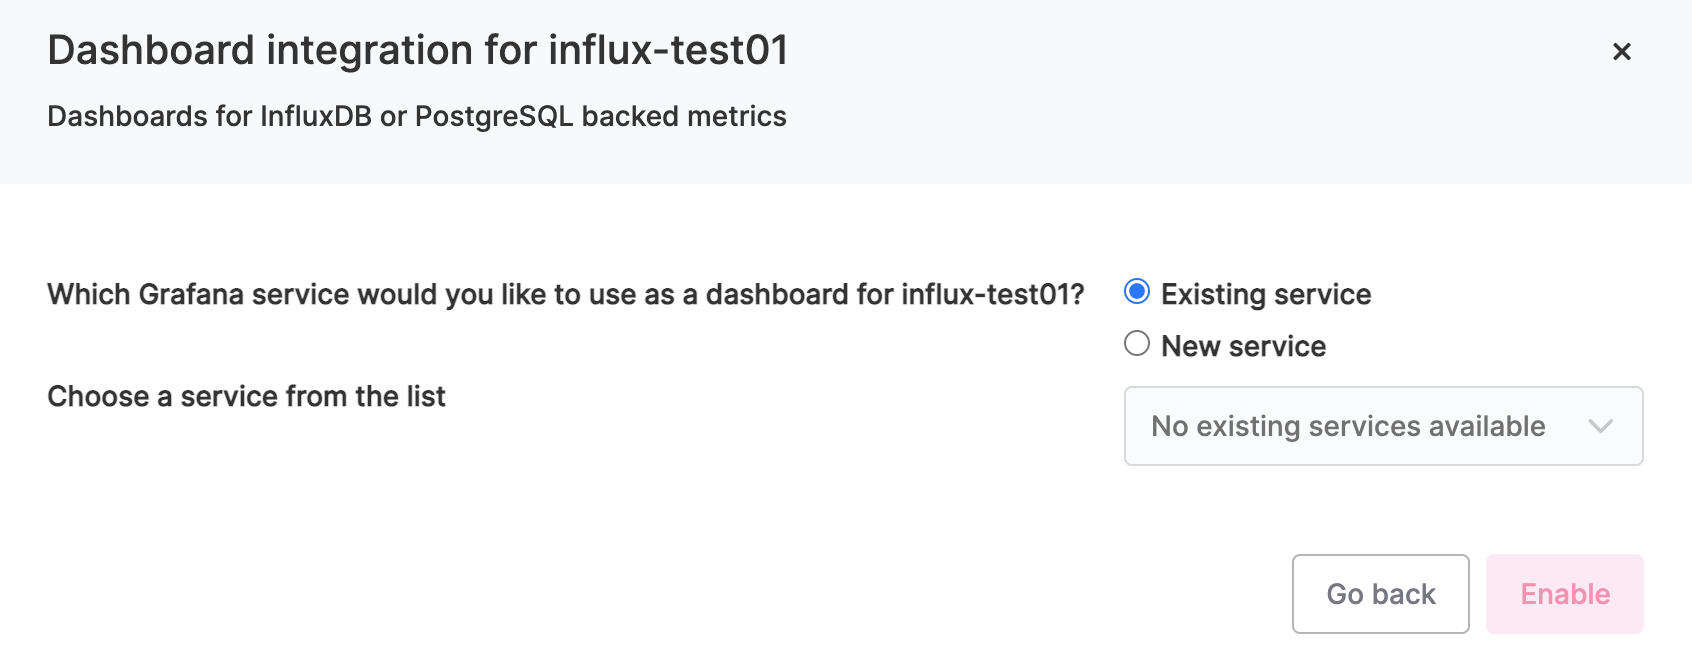 Dashboard integration for influx-test01
Dashboards for InfluxDB or PostgreSQL backed metrics
Which Grafana service would you like to use as a dashboard for influx-test01?
Existing service
New service
Choose a service from the list
No existing services available
Go back
Enable